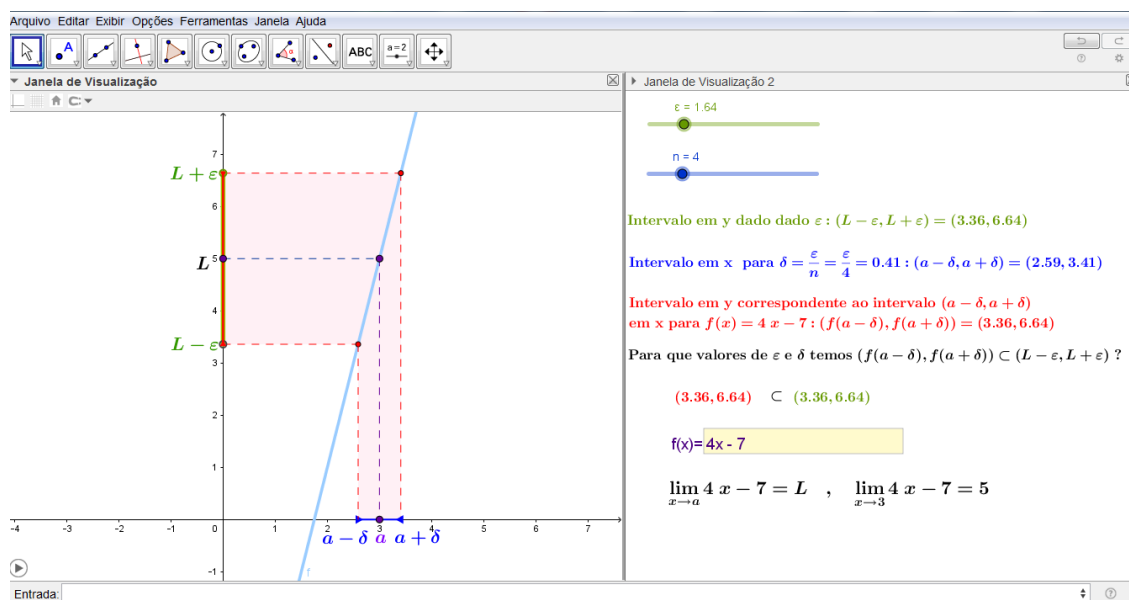 Arquivo Editar Exibir Opções Ferramentas Janela Ajuda
A
α
ABC
a=2
Janela de Visualização
Janela de Visualização 2
ε = 1.64
n = 4
Intervalo em y dado dado ε : (L − ε, L + ε) = (3.36, 6.64)
Intervalo em x para δ = ε/n = ε/4 = 0.41 : (a − δ, a + δ) = (2.59, 3.41)
Intervalo em y correspondente ao intervalo (a − δ, a + δ)
em x para f(x) = 4 x − 7 : (f(a − δ), f(a + δ)) = (3.36, 6.64)
Para que valores de ε e δ temos (f(a − δ), f(a + δ)) ⊂ (L − ε, L + ε) ?
(3.36, 6.64) ⊂ (3.36, 6.64)
f(x)= 4x - 7
lim x→a 4 x − 7 = L , lim x→3 4 x − 7 = 5
7
L + ε
6
L 5
4
L − ε
3
2
1
-4 -3 -2 -1 0 1 2 3 4 5 6 7
a − δ a a + δ
-1
f
Entrada: